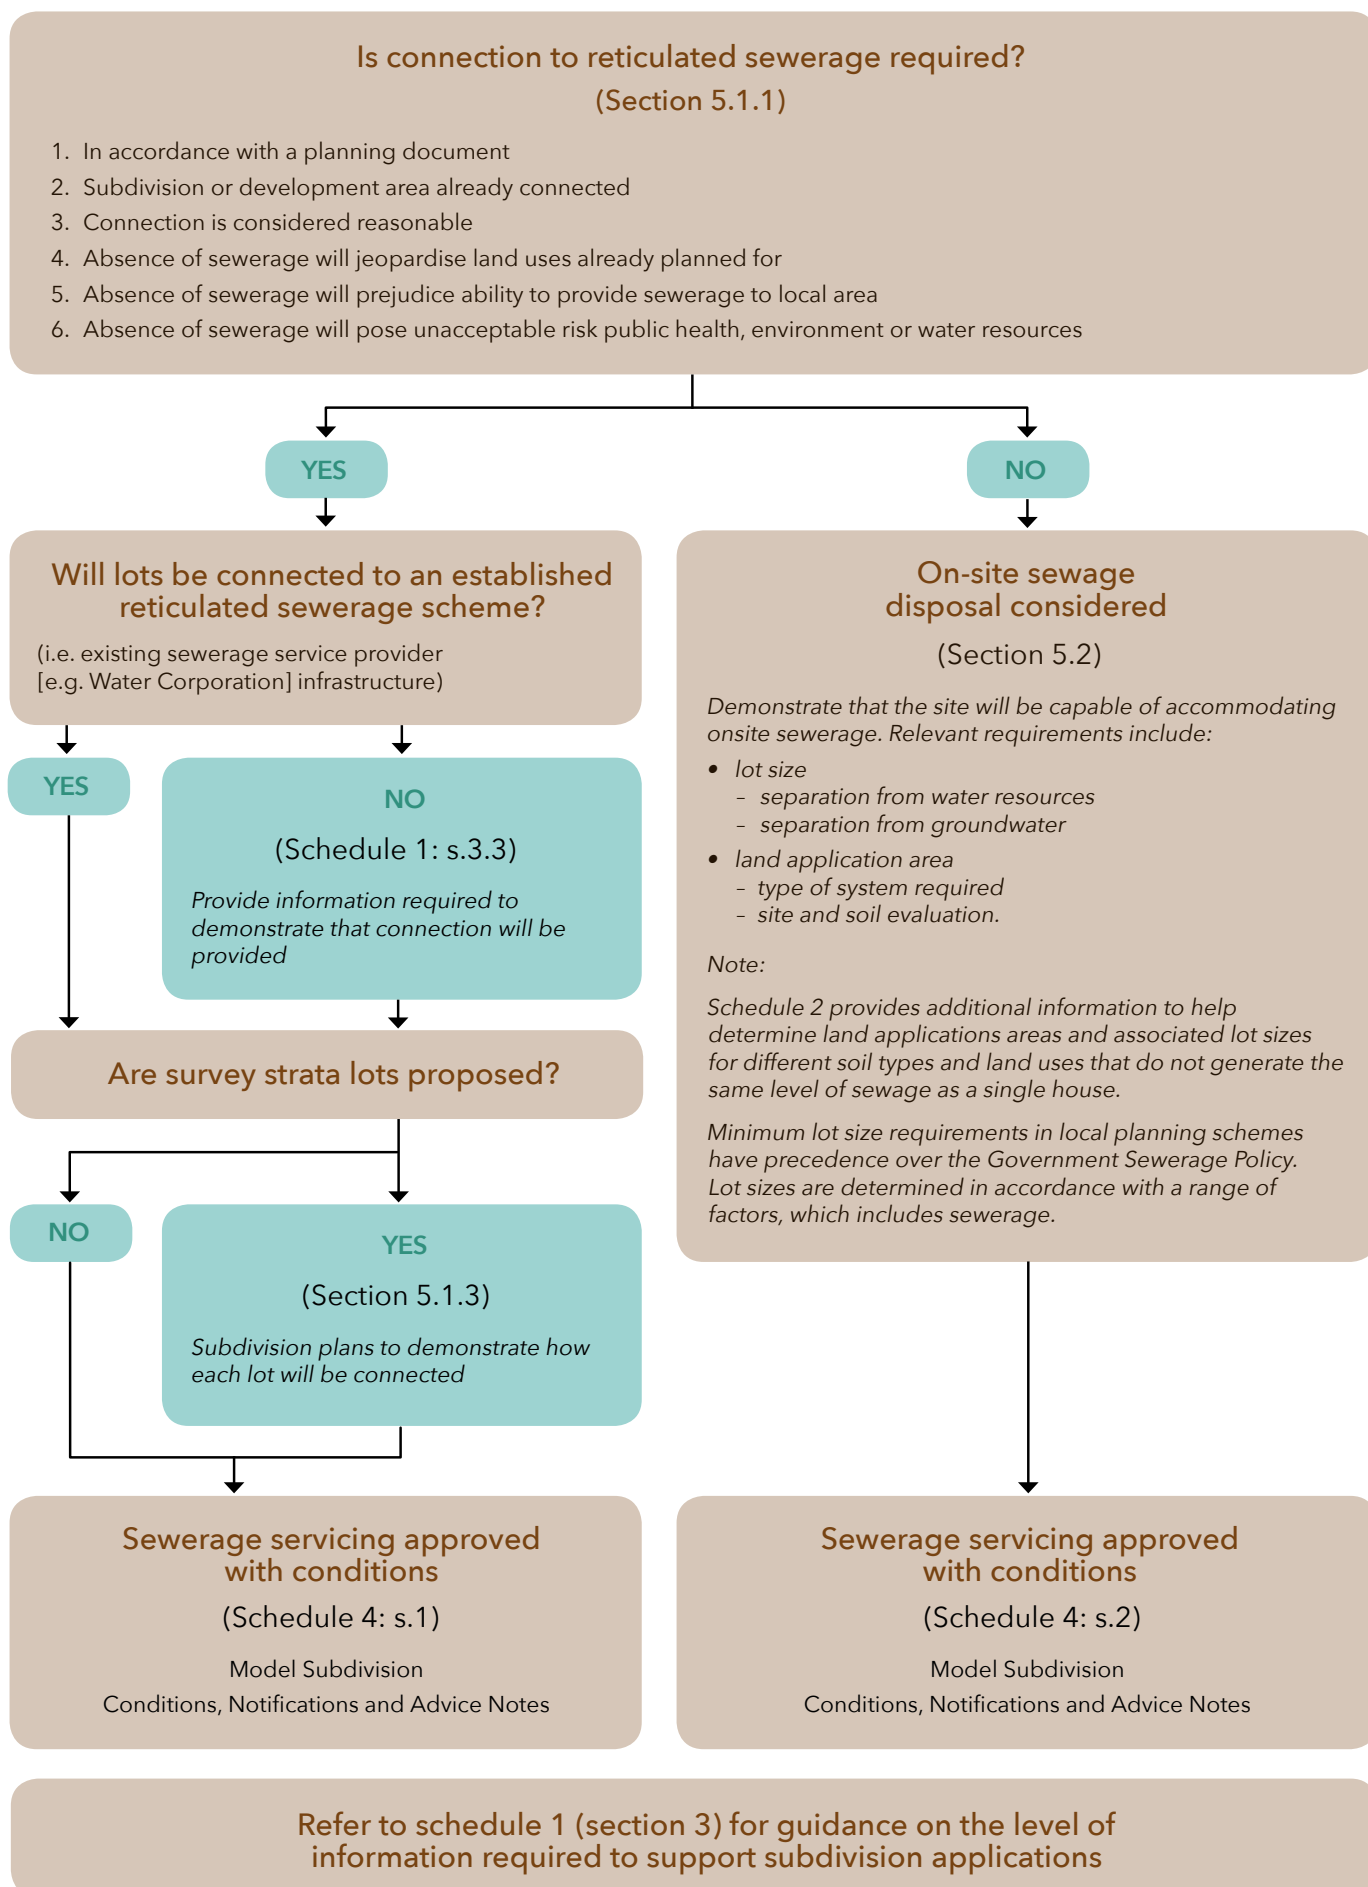 Is connection to reticulated sewerage required?
(Section 5.1.1)
1. In accordance with a planning document
2. Subdivision or development area already connected
3. Connection is considered reasonable
4. Absence of sewerage will jeopardise land uses already planned for
5. Absence of sewerage will prejudice ability to provide sewerage to local area
6. Absence of sewerage will pose unacceptable risk public health, environment or water resources
YES
NO
Will lots be connected to an established
reticulated sewerage scheme?
(i.e. existing sewerage service provider
[e.g. Water Corporation] infrastructure)
YES
NO
(Schedule 1: s.3.3)
Provide information required to
demonstrate that connection will be
provided
Are survey strata lots proposed?
NO
YES
(Section 5.1.3)
Subdivision plans to demonstrate how
each lot will be connected
Sewerage servicing approved
with conditions
(Schedule 4: s.1)
Model Subdivision
Conditions, Notifications and Advice Notes
On-site sewage
disposal considered
(Section 5.2)
Demonstrate that the site will be capable of accommodating
onsite sewerage. Relevant requirements include:
• lot size
– separation from water resources
– separation from groundwater
• land application area
– type of system required
– site and soil evaluation.
Note:
Schedule 2 provides additional information to help
determine land applications areas and associated lot sizes
for different soil types and land uses that do not generate the
same level of sewage as a single house.
Minimum lot size requirements in local planning schemes
have precedence over the Government Sewerage Policy.
Lot sizes are determined in accordance with a range of
factors, which includes sewerage.
Sewerage servicing approved
with conditions
(Schedule 4: s.2)
Model Subdivision
Conditions, Notifications and Advice Notes
Refer to schedule 1 (section 3) for guidance on the level of
information required to support subdivision applications